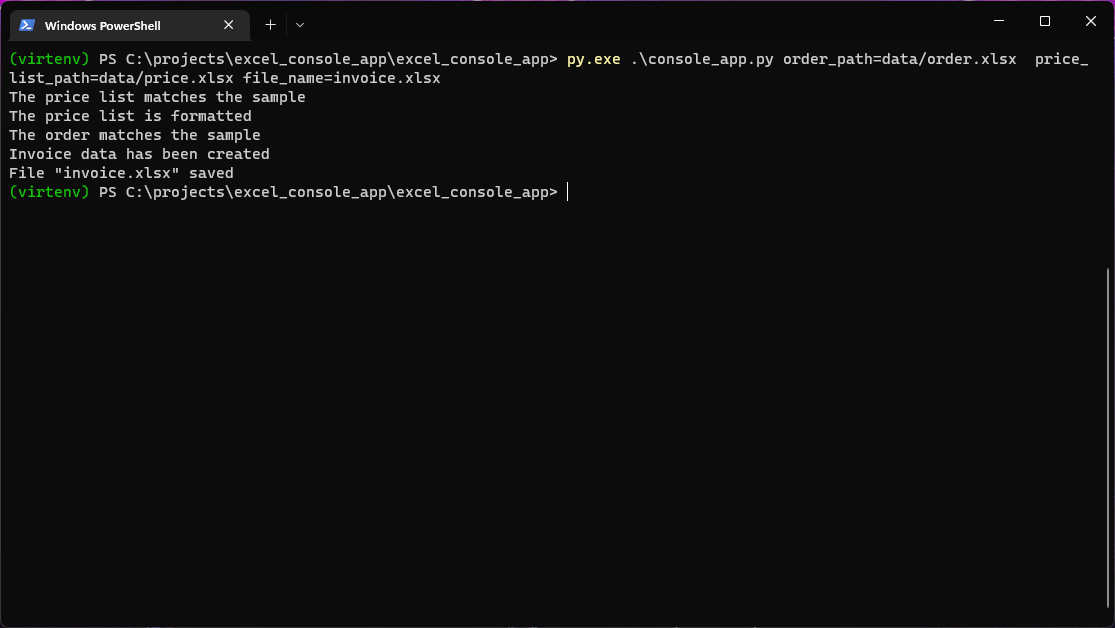 Windows PowerShell
(virtenv) PS C:\projects\excel_console_app\excel_console_app> py.exe .\console_app.py order_path=data/order.xlsx  price_
list_path=data/price.xlsx file_name=invoice.xlsx
The price list matches the sample
The price list is formatted
The order matches the sample
Invoice data has been created
File "invoice.xlsx" saved
(virtenv) PS C:\projects\excel_console_app\excel_console_app>